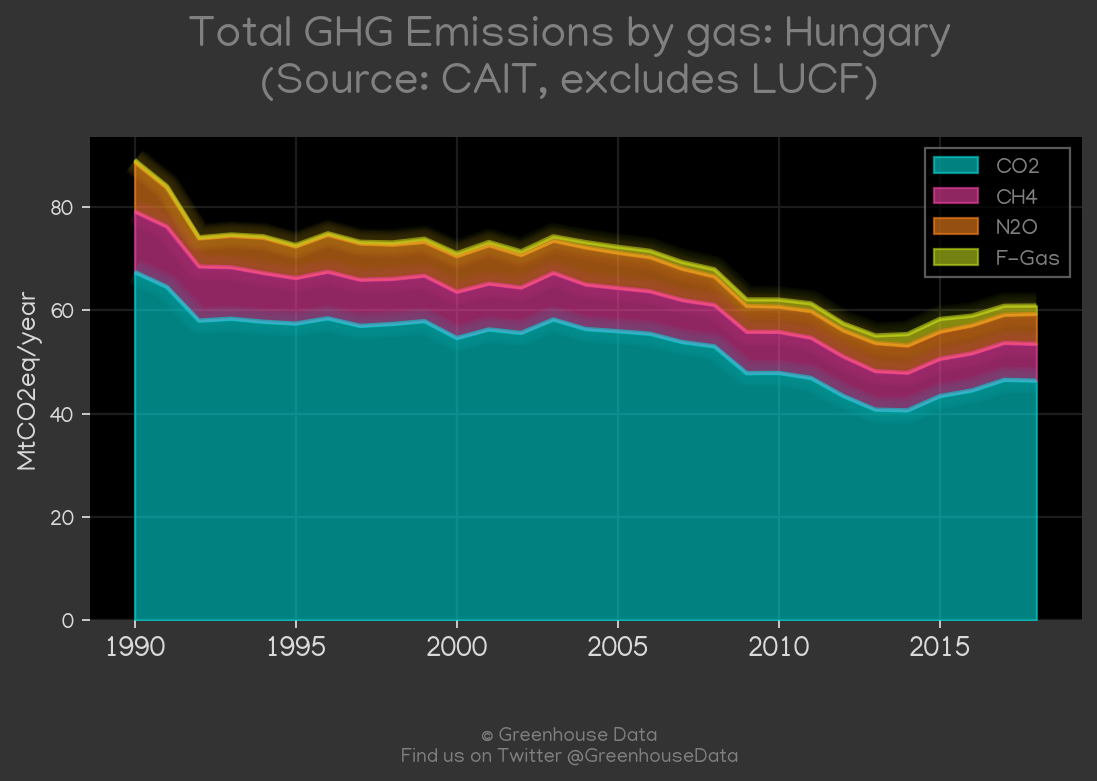 Total GHG Emissions by gas: Hungary
(Source: CAIT, excludes LUCF)
CO2
CH4
N2O
F-Gas
MtCO2eq/year
80
60
40
20
0
1990 1995 2000 2005 2010 2015
© Greenhouse Data
Find us on Twitter @GreenhouseData